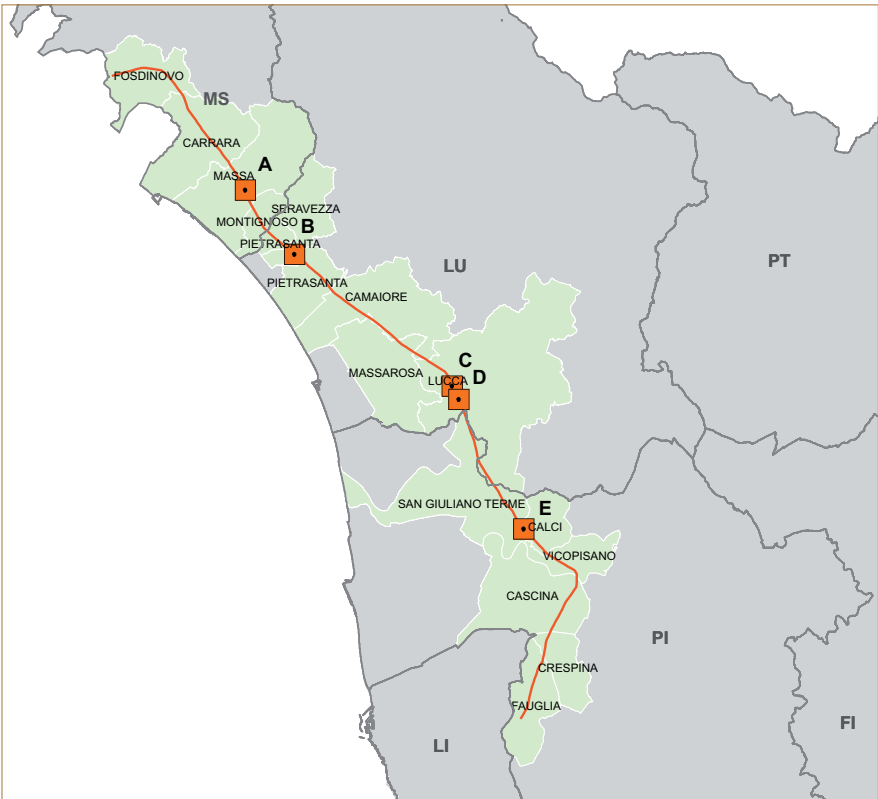 FOSDINOVO
MS
CARRARA
A
MASSA
SERAVEZZA
MONTIGNOSO
B
PIETRASANTA
LU
PT
PIETRASANTA
CAMAIORE
C
MASSAROSA
LUCCA
D
SAN GIULIANO TERME
E
CALCI
VICOPISANO
CASCINA
PI
CRESPINA
FAUGLIA
FI
LI